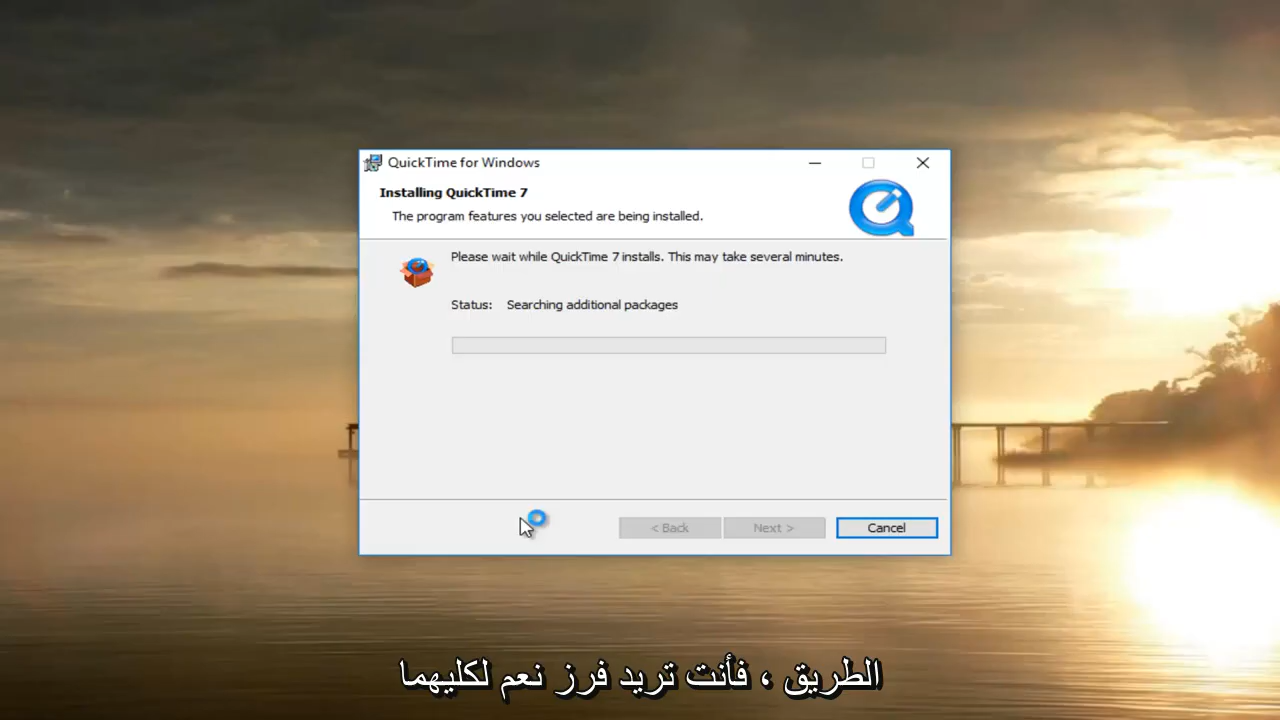 QuickTime for Windows
Installing QuickTime 7
The program features you selected are being installed.
Please wait while QuickTime 7 installs. This may take several minutes.
Status: Searching additional packages
< Back Next > Cancel
الطريق ، فأنت تريد فرز نعم لكليهما